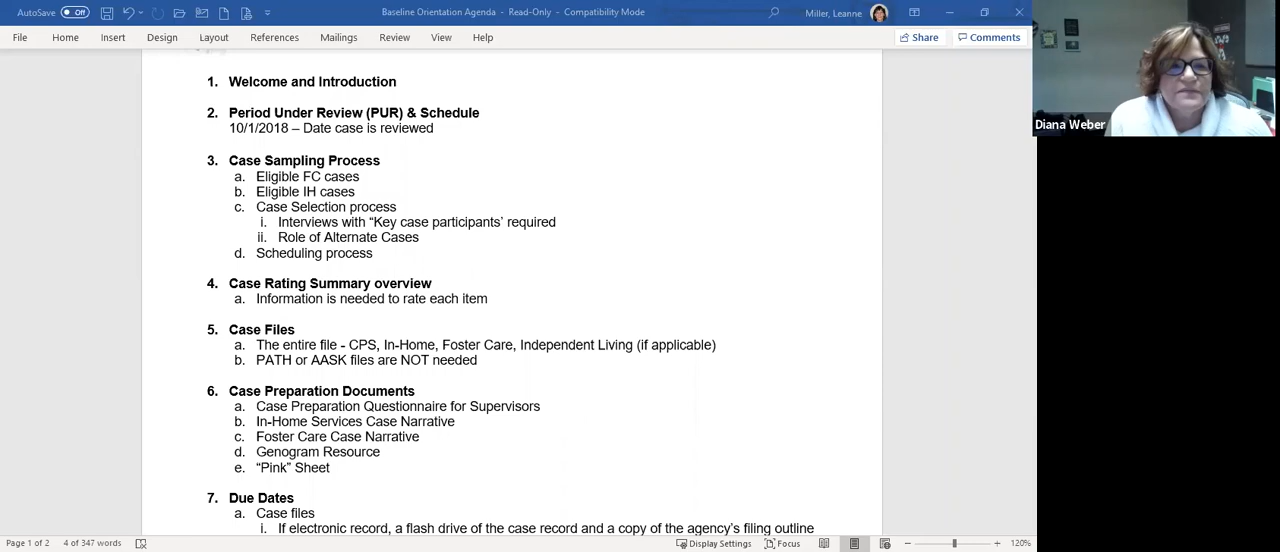 AutoSave Off Baseline Orientation Agenda - Read-Only - Compatibility Mode Miller, Leanne
File Home Insert Design Layout References Mailings Review View Help Share Comments
Diana Weber
1. Welcome and Introduction
2. Period Under Review (PUR) & Schedule
10/1/2018 – Date case is reviewed
3. Case Sampling Process
a. Eligible FC cases
b. Eligible IH cases
c. Case Selection process
i. Interviews with “Key case participants’ required
ii. Role of Alternate Cases
d. Scheduling process
4. Case Rating Summary overview
a. Information is needed to rate each item
5. Case Files
a. The entire file - CPS, In-Home, Foster Care, Independent Living (if applicable)
b. PATH or AASK files are NOT needed
6. Case Preparation Documents
a. Case Preparation Questionnaire for Supervisors
b. In-Home Services Case Narrative
c. Foster Care Case Narrative
d. Genogram Resource
e. “Pink” Sheet
7. Due Dates
a. Case files
i. If electronic record, a flash drive of the case record and a copy of the agency’s filing outline
Page 1 of 2 4 of 347 words Display Settings Focus 120%